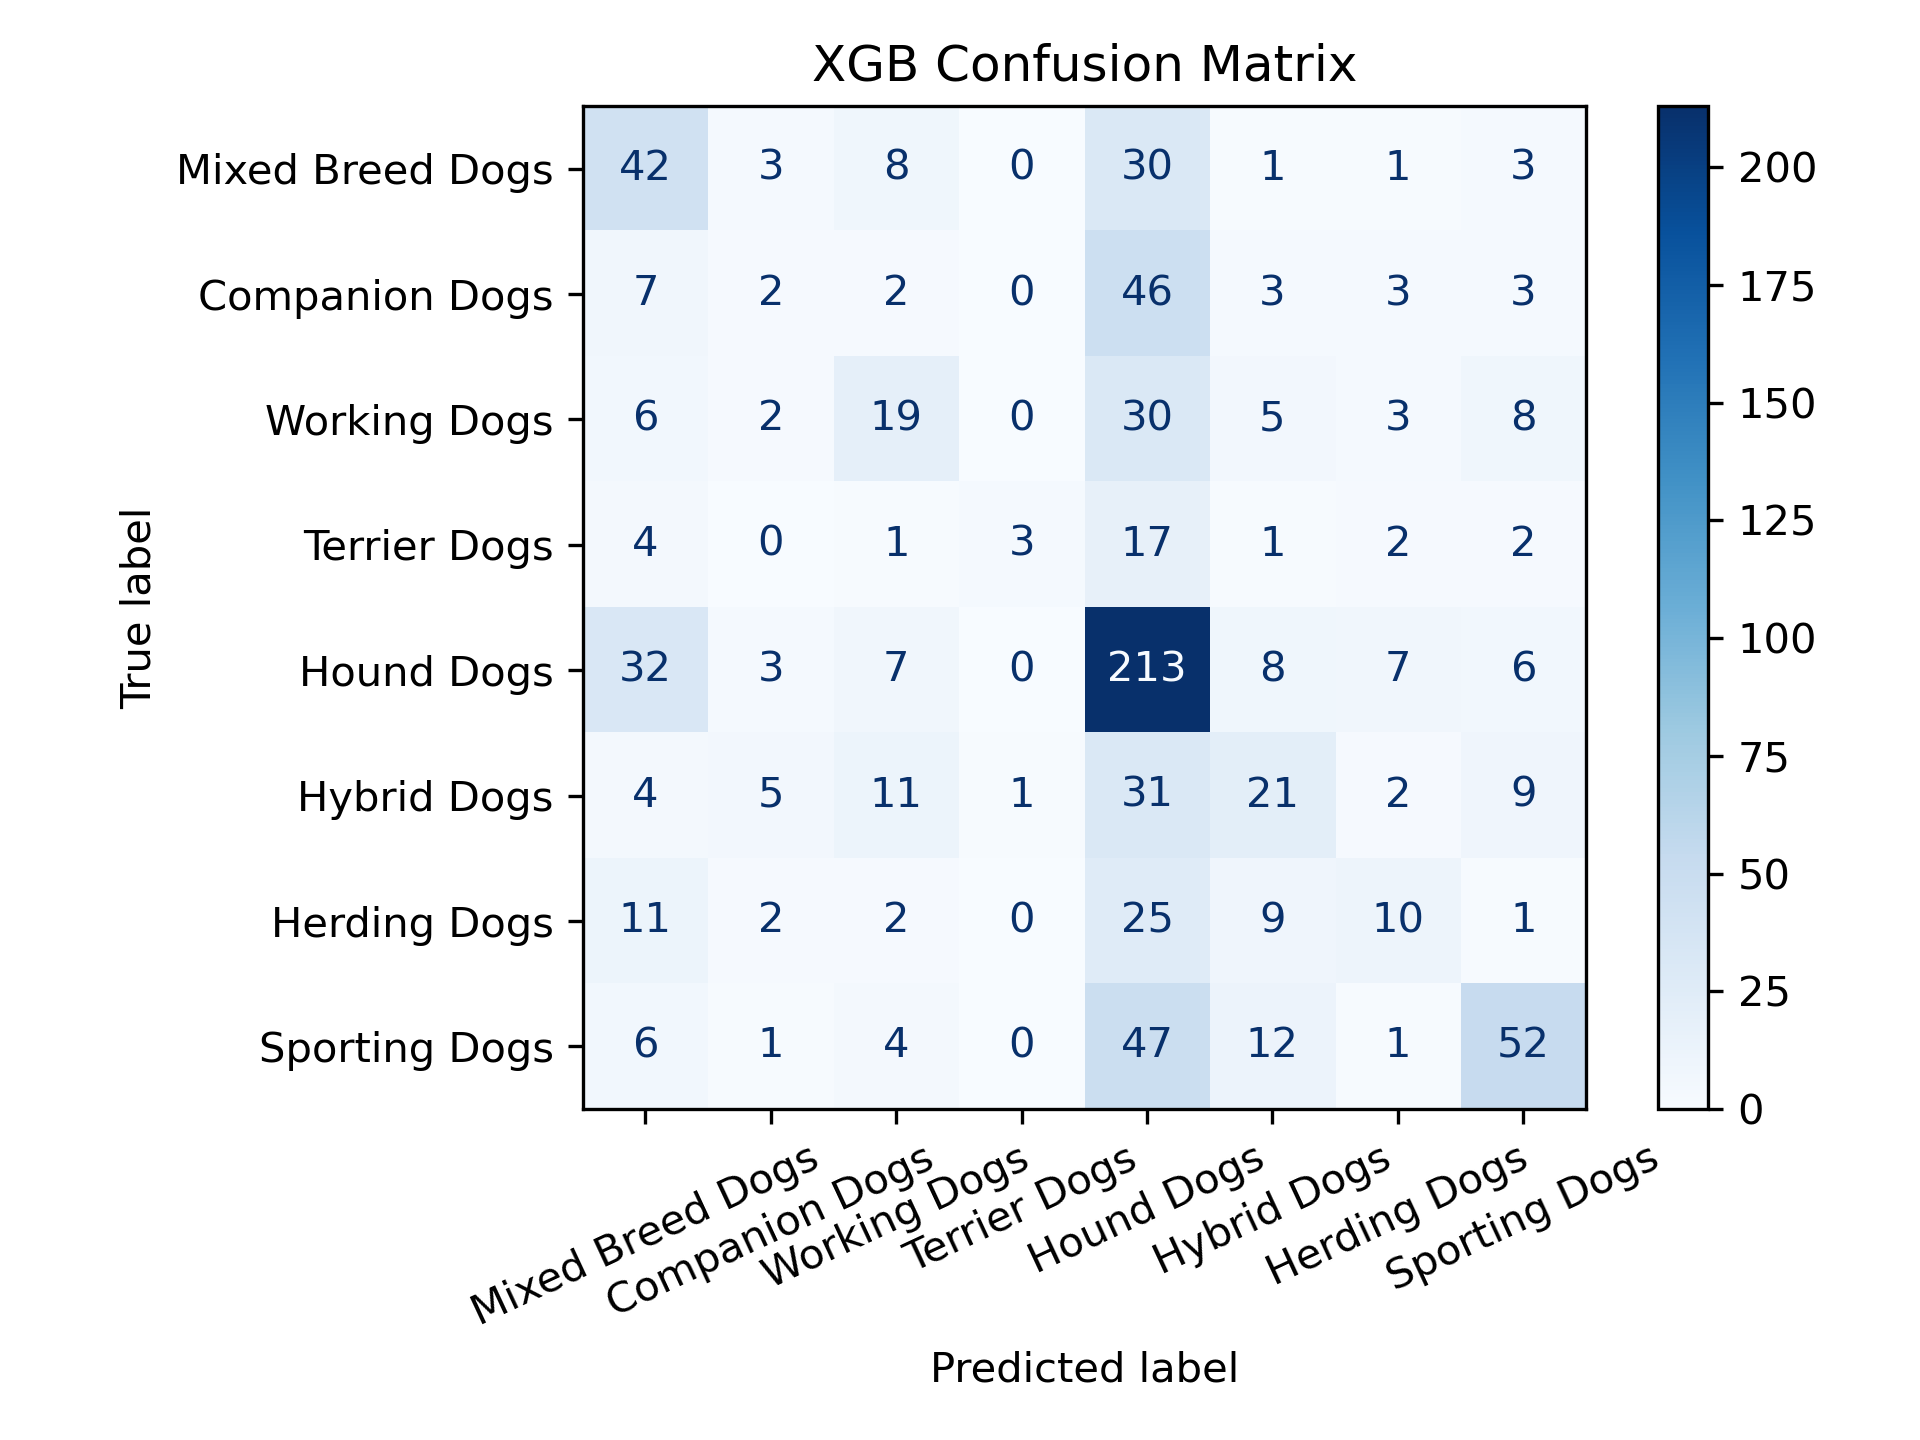 XGB Confusion Matrix
Mixed Breed Dogs 42 3 8 0 30 1 1 3
Companion Dogs 7 2 2 0 46 3 3 3
Working Dogs 6 2 19 0 30 5 3 8
Terrier Dogs 4 0 1 3 17 1 2 2
Hound Dogs 32 3 7 0 213 8 7 6
Hybrid Dogs 4 5 11 1 31 21 2 9
Herding Dogs 11 2 2 0 25 9 10 1
Sporting Dogs 6 1 4 0 47 12 1 52
True label
Mixed Breed Dogs
Companion Dogs
Working Dogs
Terrier Dogs
Hound Dogs
Hybrid Dogs
Herding Dogs
Sporting Dogs
Predicted label
200
175
150
125
100
75
50
25
0